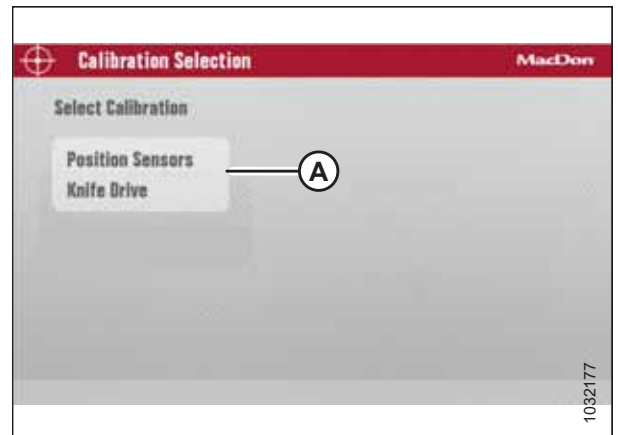 Calibration Selection
MacDon
Select Calibration
Position Sensors
Knife Drive
A
1032177